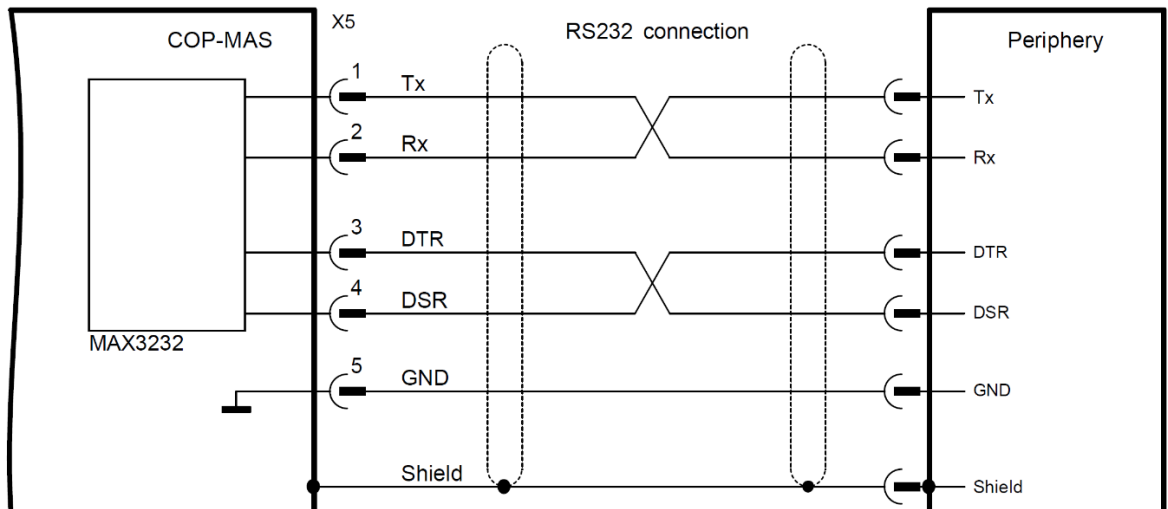 X5
RS232 connection
COP-MAS
Periphery
1
Tx
Tx
2
Rx
Rx
3
DTR
DTR
4
DSR
DSR
MAX3232
5
GND
GND
Shield
Shield